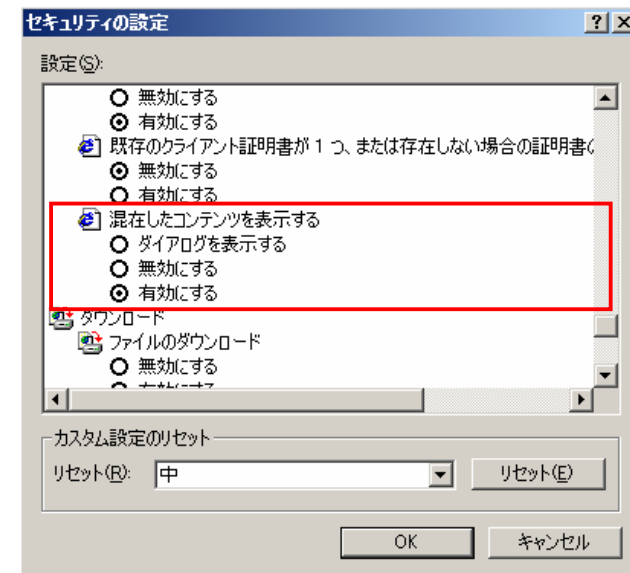 セキュリティの設定
設定(S):
無効にする
有効にする
既存のクライアント証明書が 1 つ、または存在しない場合の証明書の
無効にする
有効にする
混在したコンテンツを表示する
ダイアログを表示する
無効にする
有効にする
ダウンロード
ファイルのダウンロード
無効にする
有効にする
カスタム設定のリセット
リセット(R):
中
リセット(E)
OK
キャンセル